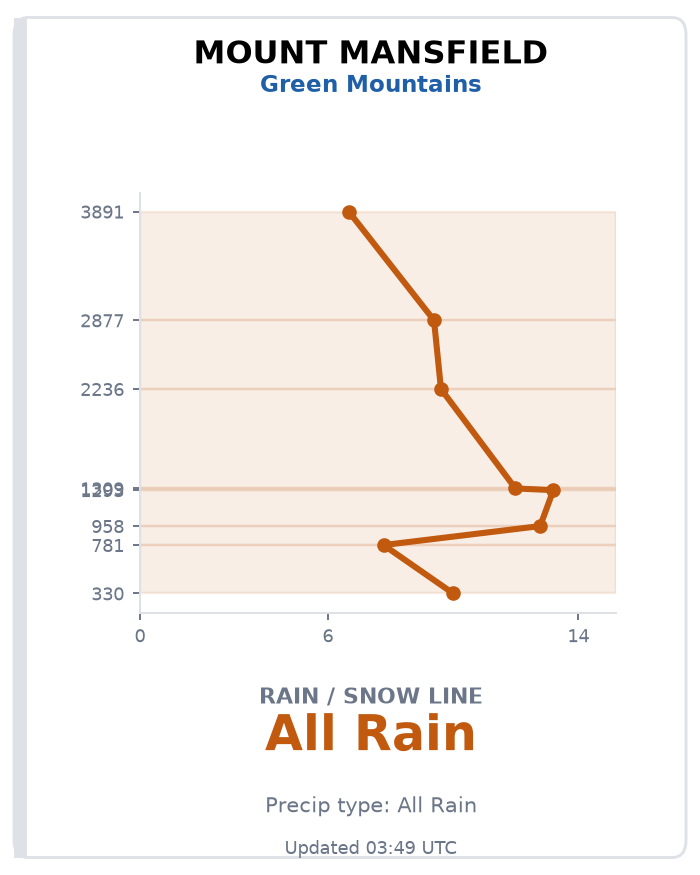 MOUNT MANSFIELD
Green Mountains
3891
2877
2236
958
781
330
0 6 14
RAIN / SNOW LINE
All Rain
Precip type: All Rain
Updated 03:49 UTC